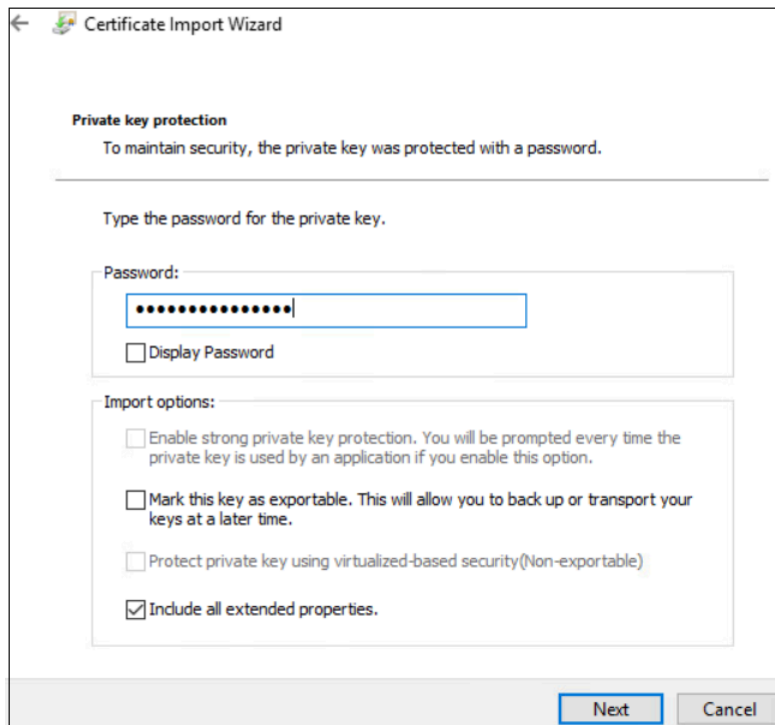 Certificate Import Wizard
Private key protection
To maintain security, the private key was protected with a password.
Type the password for the private key.
Password:
●●●●●●●●●●●●●●●
Display Password
Import options:
Enable strong private key protection. You will be prompted every time the
private key is used by an application if you enable this option.
Mark this key as exportable. This will allow you to back up or transport your
keys at a later time.
Protect private key using virtualized-based security(Non-exportable)
Include all extended properties.
Next Cancel